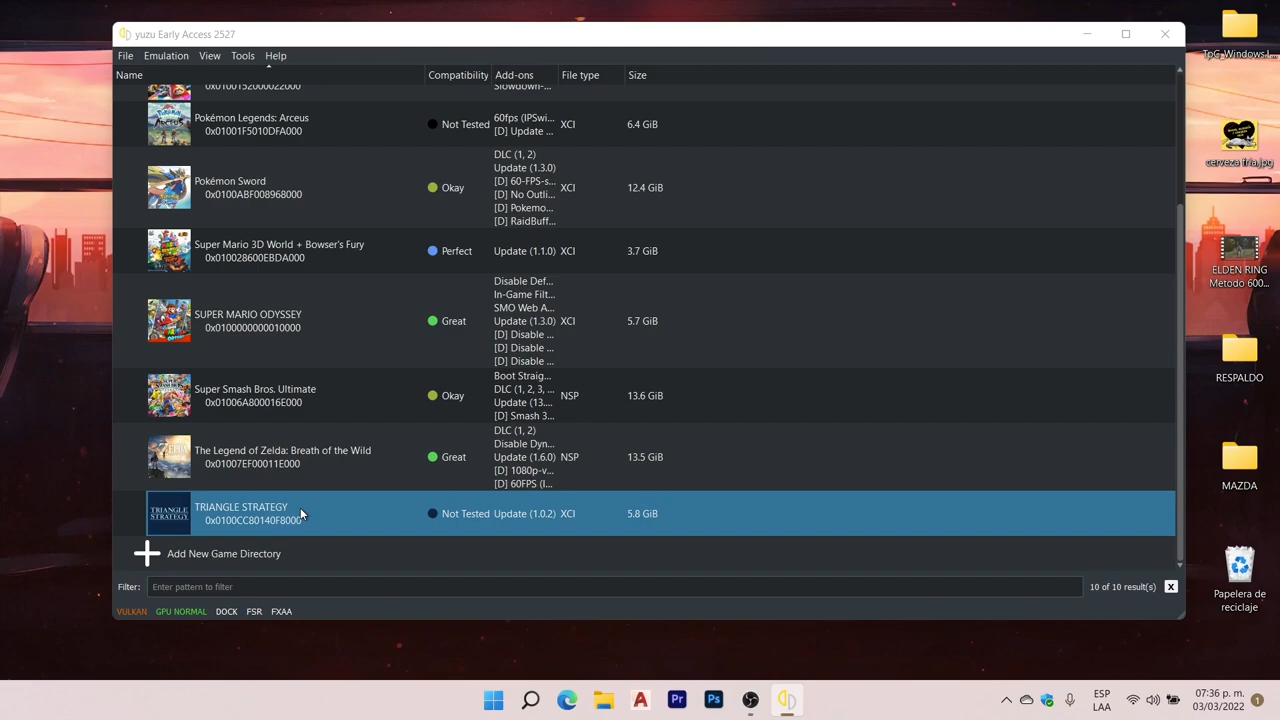 yuzu Early Access 2527
File Emulation View Tools Help
Name Compatibility Add-ons File type Size
0x0100152000022000 Slowdown-...
Pokémon Legends: Arceus
0x01001F5010DFA000
Not Tested
60fps (IPSwi...
[D] Update ...
XCI
6.4 GiB
Pokémon Sword
0x0100ABF008968000
Okay
DLC (1, 2)
Update (1.3.0)
[D] 60-FPS-s...
[D] No Outli...
[D] Pokemo...
[D] RaidBuff...
XCI
12.4 GiB
Super Mario 3D World + Bowser's Fury
0x010028600EBDA000
Perfect
Update (1.1.0)
XCI
3.7 GiB
SUPER MARIO ODYSSEY
0x0100000000010000
Great
Disable Def...
In-Game Filt...
SMO Web A...
Update (1.3.0)
[D] Disable ...
[D] Disable ...
[D] Disable ...
XCI
5.7 GiB
Super Smash Bros. Ultimate
0x01006A800016E000
Okay
Boot Straig...
DLC (1, 2, 3, ...
Update (13....
[D] Smash 3...
NSP
13.6 GiB
The Legend of Zelda: Breath of the Wild
0x01007EF00011E000
Great
DLC (1, 2)
Disable Dyn...
Update (1.6.0)
[D] 1080p-v...
[D] 60FPS (I...
NSP
13.5 GiB
TRIANGLE
STRATEGY
TRIANGLE STRATEGY
0x0100CC80140F8000
Not Tested
Update (1.0.2)
XCI
5.8 GiB
Add New Game Directory
Filter: Enter pattern to filter 10 of 10 result(s) X
VULKAN GPU NORMAL DOCK FSR FXAA
TpC_Windows.I...
cerveza fria.jpg
ELDEN RING
Metodo 600...
RESPALDO
MAZDA
Papelera de
reciclaje
A Pr Ps
ESP
LAA
07:36 p. m.
03/03/2022
1